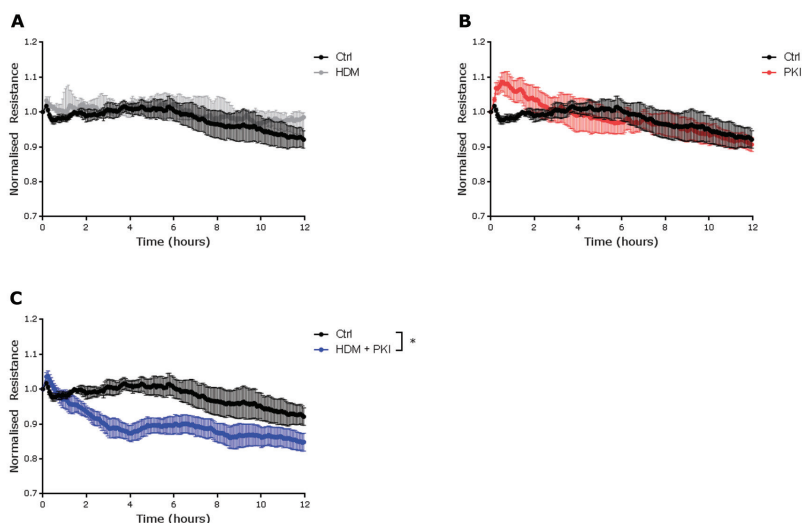 A
Normalised Resistance
1.2
1.1
1.0
0.9
0.8
0.7
0 2 4 6 8 10 12
Time (hours)
Ctrl
HDM
B
Normalised Resistance
1.2
1.1
1.0
0.9
0.8
0.7
0 2 4 6 8 10 12
Time (hours)
Ctrl
PKI
C
Normalised Resistance
1.2
1.1
1.0
0.9
0.8
0.7
0 2 4 6 8 10 12
Time (hours)
Ctrl
HDM + PKI
*